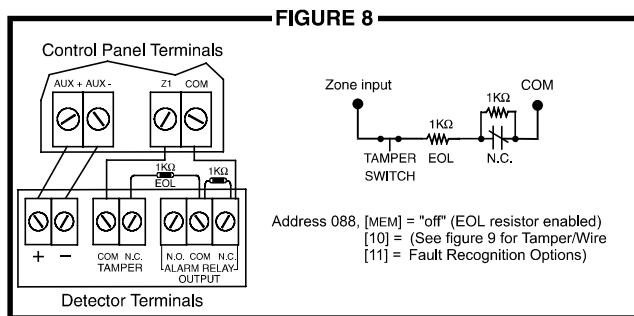 FIGURE 8
Control Panel Terminals
AUX + AUX - Z1 COM
1KΩ
EOL
1KΩ
+ − COM N.C. N.O. COM N.C.
TAMPER ALARM RELAY
OUTPUT
Detector Terminals
Zone input COM
1KΩ
1KΩ
TAMPER EOL N.C.
SWITCH
Address 088, [MEM] = "off" (EOL resistor enabled)
[10] = (See figure 9 for Tamper/Wire
[11] = Fault Recognition Options)